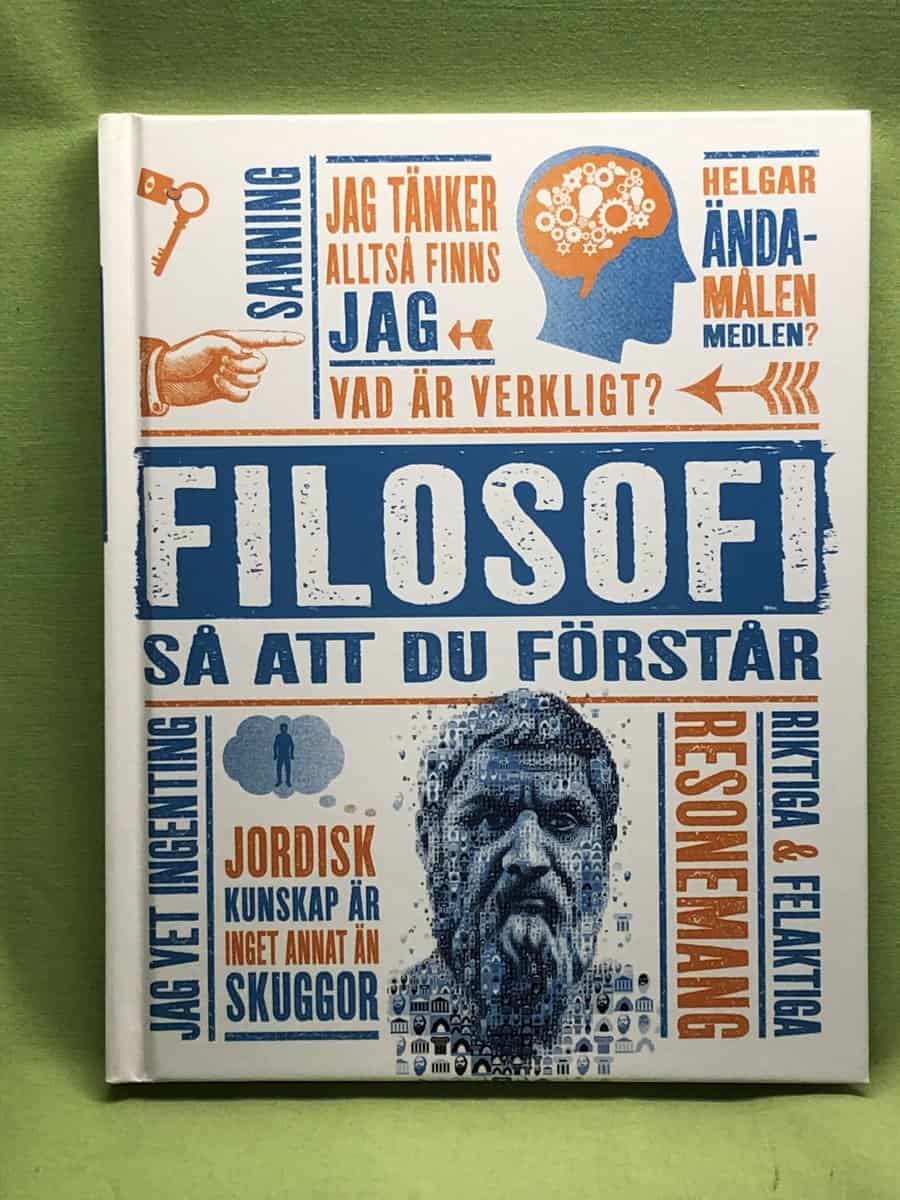 SANNING
JAG TÄNKER
ALLTSÅ FINNS
JAG
VAD ÄR VERKLIGT?
HELGAR
ÄNDA-
MÅLEN
MEDLEN?
FILOSOFI
SÅ ATT DU FÖRSTÅR
JAG VET INGENTING
JORDISK
KUNSKAP ÄR
INGET ANNAT ÄN
SKUGGOR
RESONEMANG
RIKTIGA & FELAKTIGA